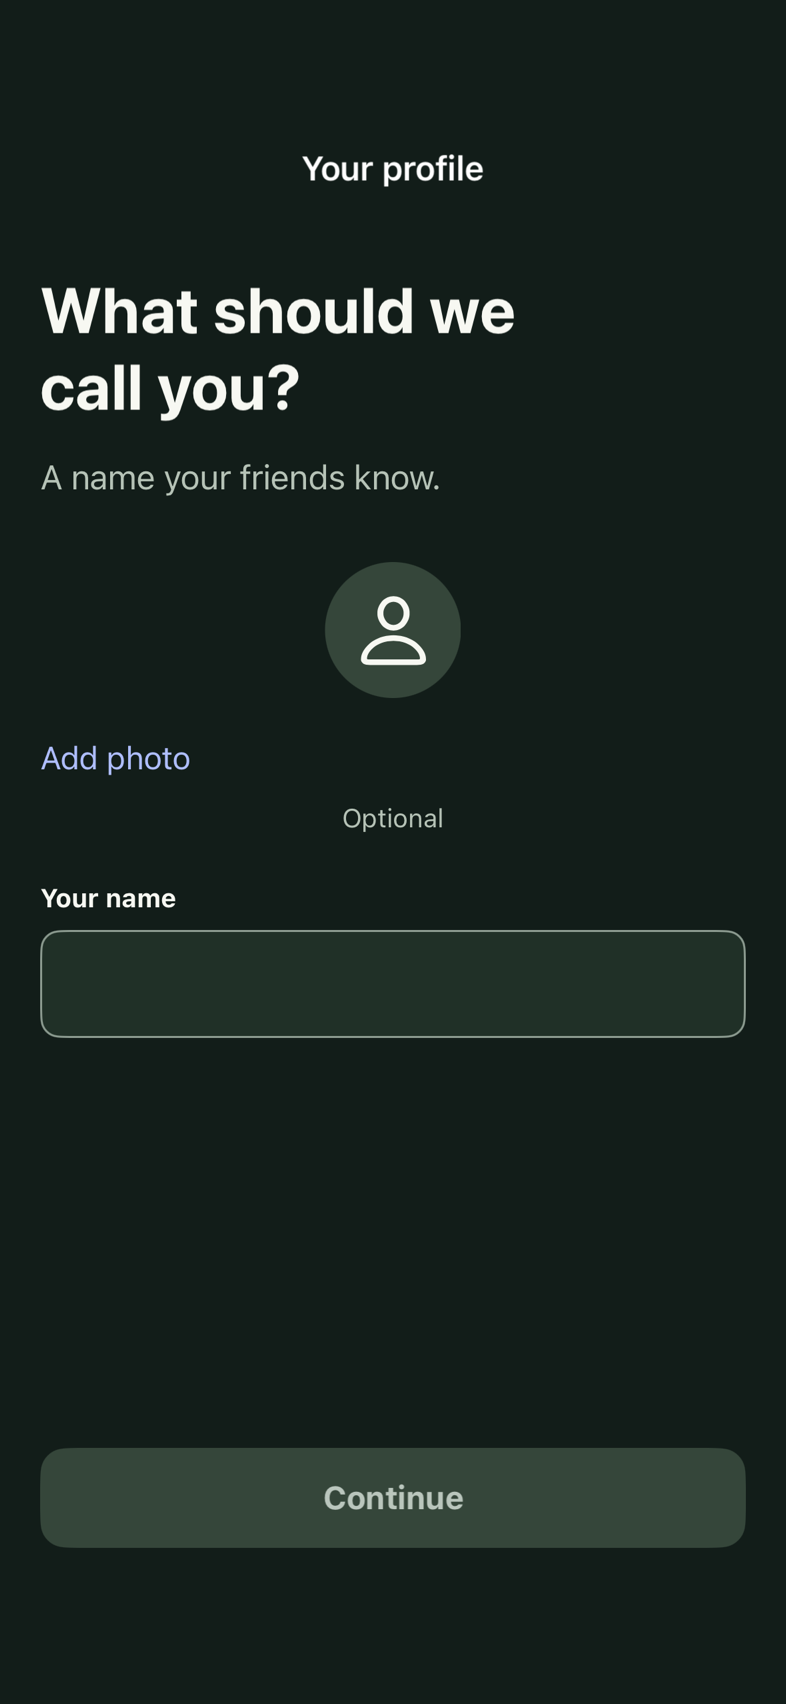 Your profile
What should we
call you?
A name your friends know.
Add photo
Optional
Your name
Continue